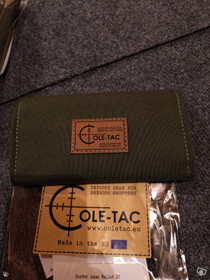 COLE-TAC
SERIOUS GEAR FOR
SERIOUS SHOOTERS
COLE-TAC
www.coletac.eu
Made in the EU